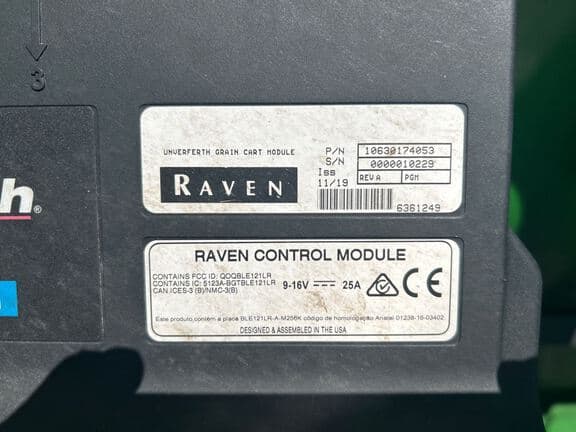 3
h®
UNVERFERTH GRAIN CART MODULE
RAVEN
P/N 10630174053
S/N 0000010229
Iss
11/19
REV A PGM
6361249
RAVEN CONTROL MODULE
CONTAINS FCC ID: QOQBLE121LR
CONTAINS IC: 5123A-BGTBLE121LR
CAN ICES-3 (B)/NMC-3(B)
9-16V 25A
CE
Este produto contém a placa BLE121LR-A-M256K código de homologação Anatel 01238-16-03402.
DESIGNED & ASSEMBLED IN THE USA